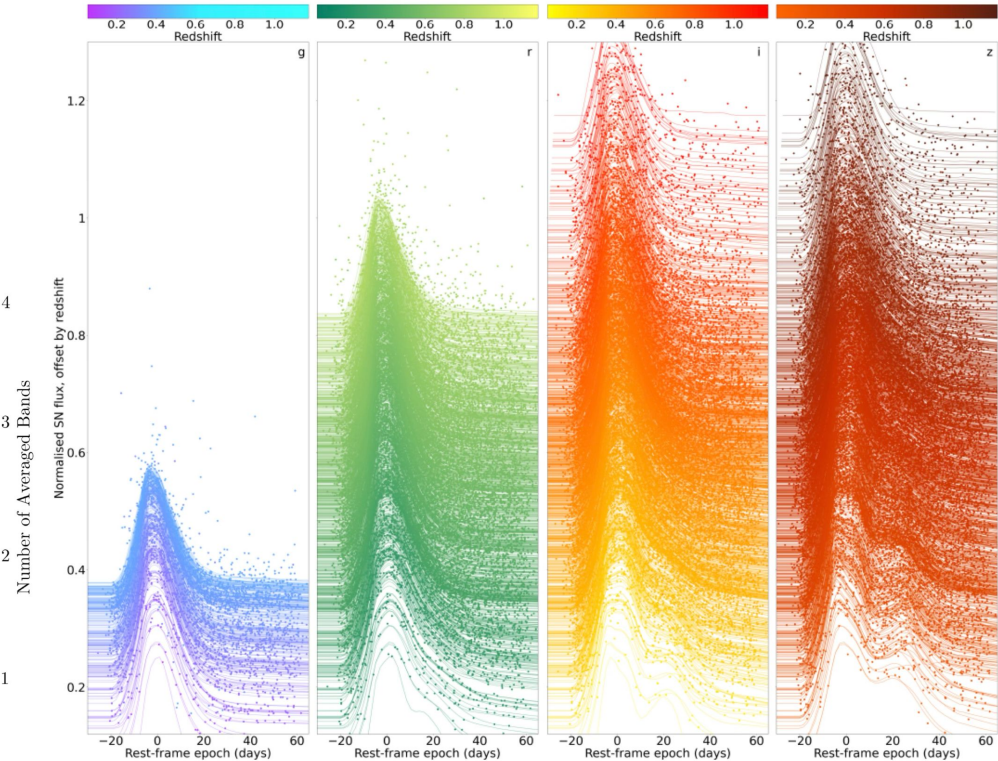 0.2 0.4 0.6 0.8 1.0
Redshift
0.2 0.4 0.6 0.8 1.0
Redshift
0.2 0.4 0.6 0.8 1.0
Redshift
0.2 0.4 0.6 0.8 1.0
Redshift
g
r
i
z
4
3
2
1
Number of Averaged Bands
Normalised SN flux, offset by redshift
1.2
1
0.8
0.6
0.4
0.2
−20 0 20 40 60
Rest-frame epoch (days)
−20 0 20 40 60
Rest-frame epoch (days)
−20 0 20 40 60
Rest-frame epoch (days)
−20 0 20 40 60
Rest-frame epoch (days)